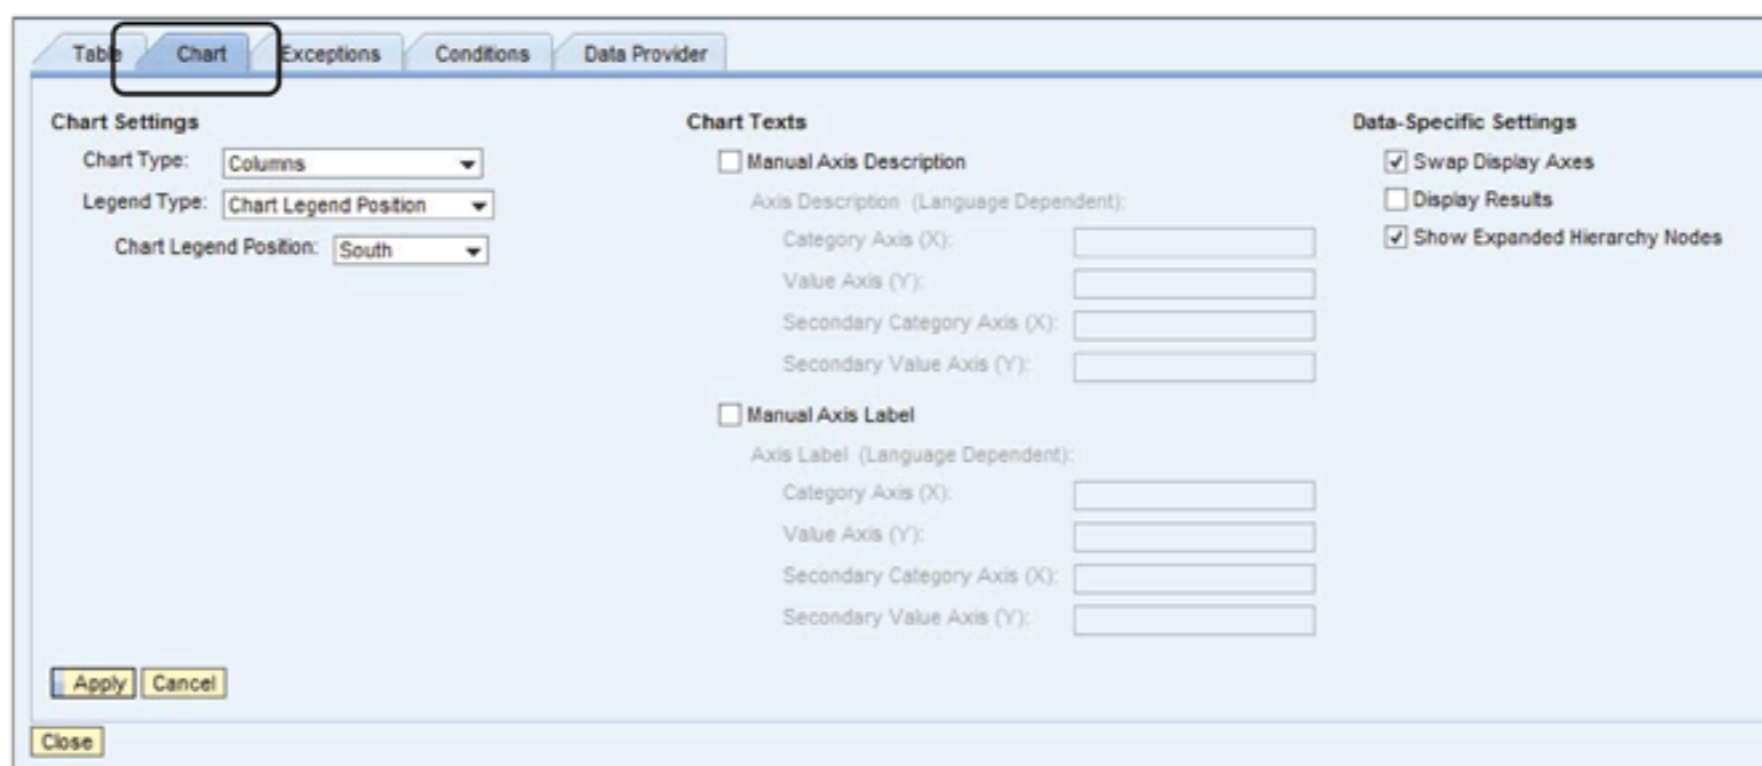 Table Chart Exceptions Conditions Data Provider
Chart Settings
Chart Type: Columns
Legend Type: Chart Legend Position
Chart Legend Position: South
Chart Texts
Manual Axis Description
Axis Description (Language Dependent):
Category Axis (X):
Value Axis (Y):
Secondary Category Axis (X):
Secondary Value Axis (Y):
Manual Axis Label
Axis Label (Language Dependent):
Category Axis (X):
Value Axis (Y):
Secondary Category Axis (X):
Secondary Value Axis (Y):
Data-Specific Settings
Swap Display Axes
Display Results
Show Expanded Hierarchy Nodes
Apply Cancel
Close